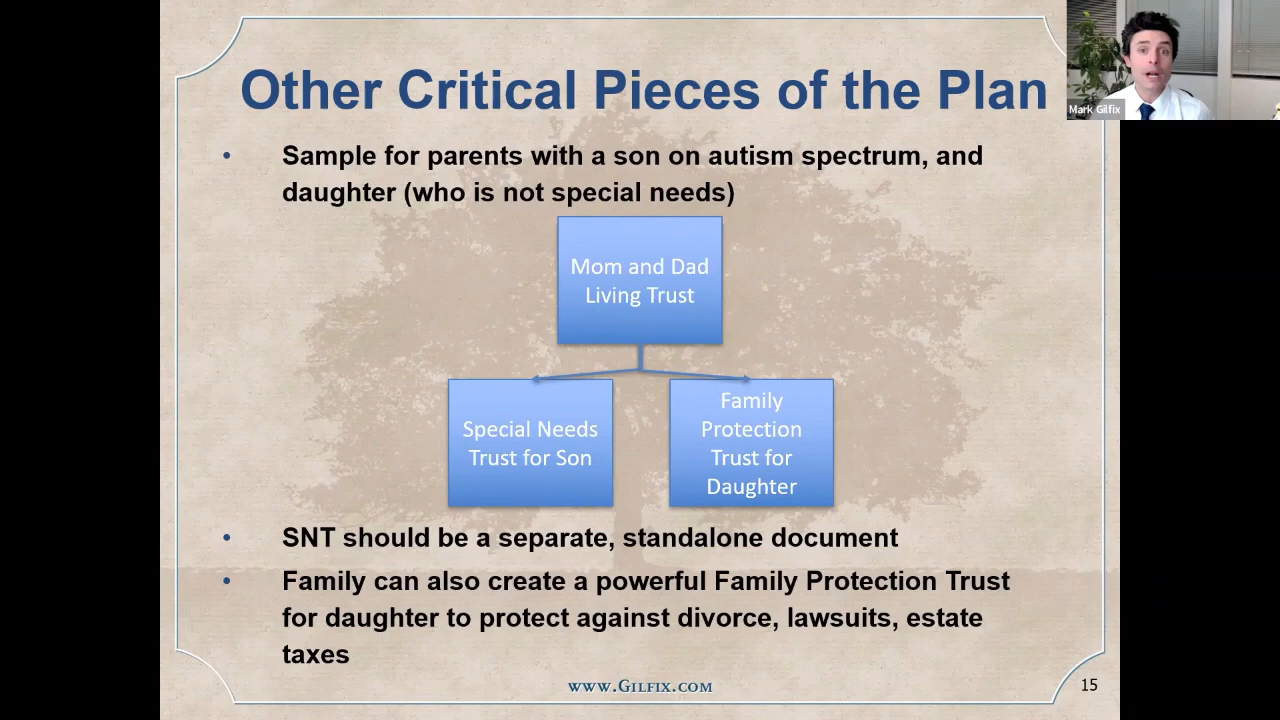 Other Critical Pieces of the Plan
Mark Gilfix
• Sample for parents with a son on autism spectrum, and
daughter (who is not special needs)
Mom and Dad
Living Trust
Special Needs
Trust for Son
Family
Protection
Trust for
Daughter
• SNT should be a separate, standalone document
• Family can also create a powerful Family Protection Trust
for daughter to protect against divorce, lawsuits, estate
taxes
www.Gilfix.com
15